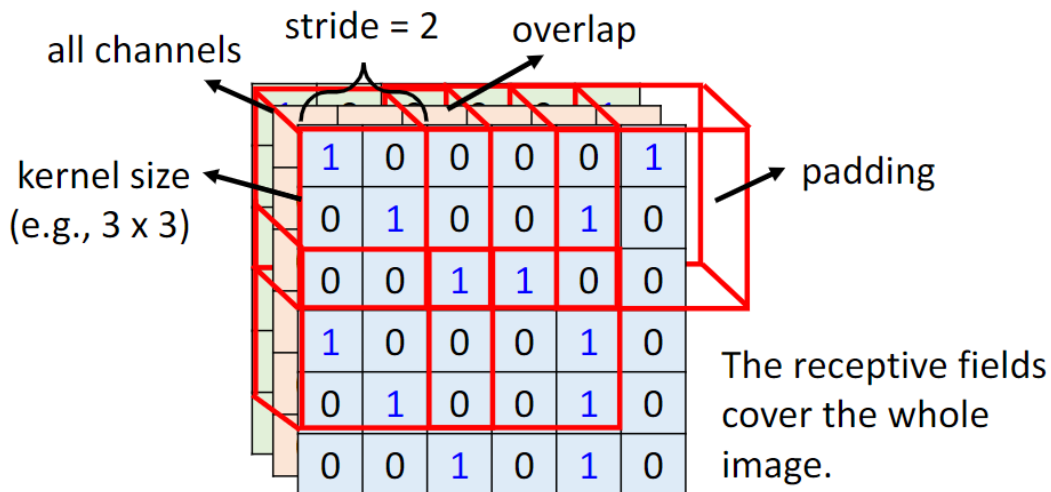 stride = 2
overlap
all channels
kernel size
(e.g., 3 x 3)
padding
1 0 0 0 0 1
0 1 0 0 1 0
0 0 1 1 0 0
1 0 0 0 1 0
0 1 0 0 1 0
0 0 1 0 1 0
The receptive fields
cover the whole
image.